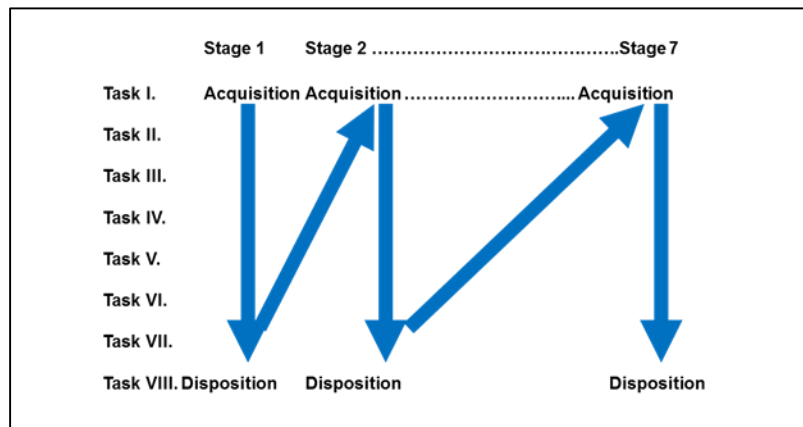 Stage 1 Stage 2 ………………………………………Stage 7
Task I. Acquisition Acquisition………………………... Acquisition
Task II.
Task III.
Task IV.
Task V.
Task VI.
Task VII.
Task VIII. Disposition Disposition Disposition